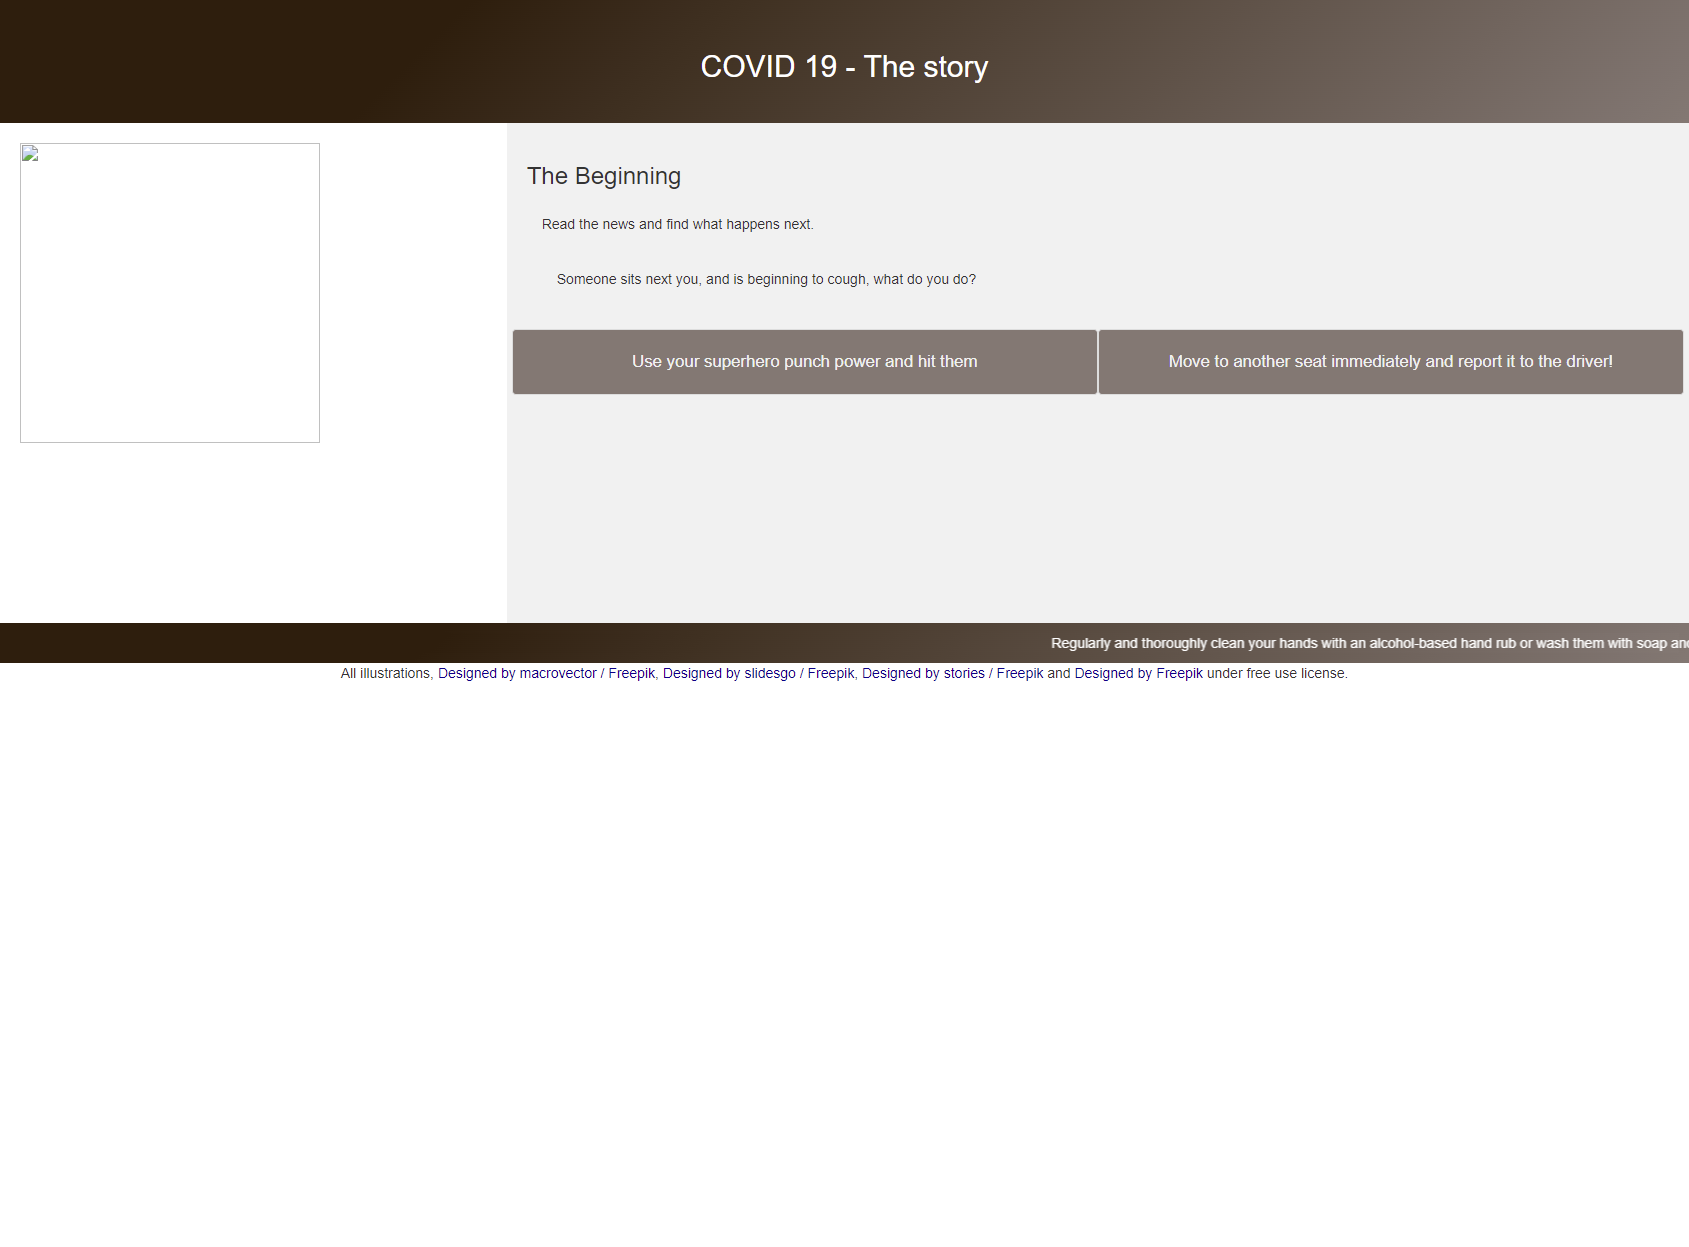 COVID 19 - The story
The Beginning
Read the news and find what happens next.
Someone sits next you, and is beginning to cough, what do you do?
Use your superhero punch power and hit them
Move to another seat immediately and report it to the driver!
Regularly and thoroughly clean your hands with an alcohol-based hand rub or wash them with soap and
All illustrations, Designed by macrovector / Freepik, Designed by slidesgo / Freepik, Designed by stories / Freepik and Designed by Freepik under free use license.